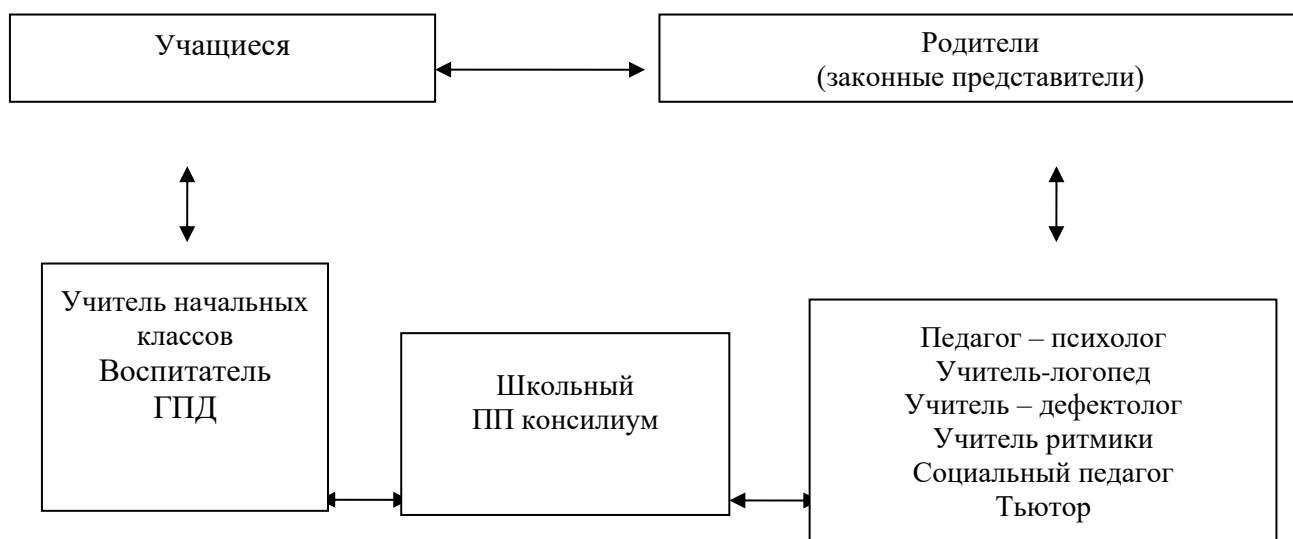 Учащиеся
Родители
(законные представители)
Учитель начальных
классов
Воспитатель
ГПД
Школьный
ПП консилиум
Педагог – психолог
Учитель-логопед
Учитель – дефектолог
Учитель ритмики
Социальный педагог
Тьютор